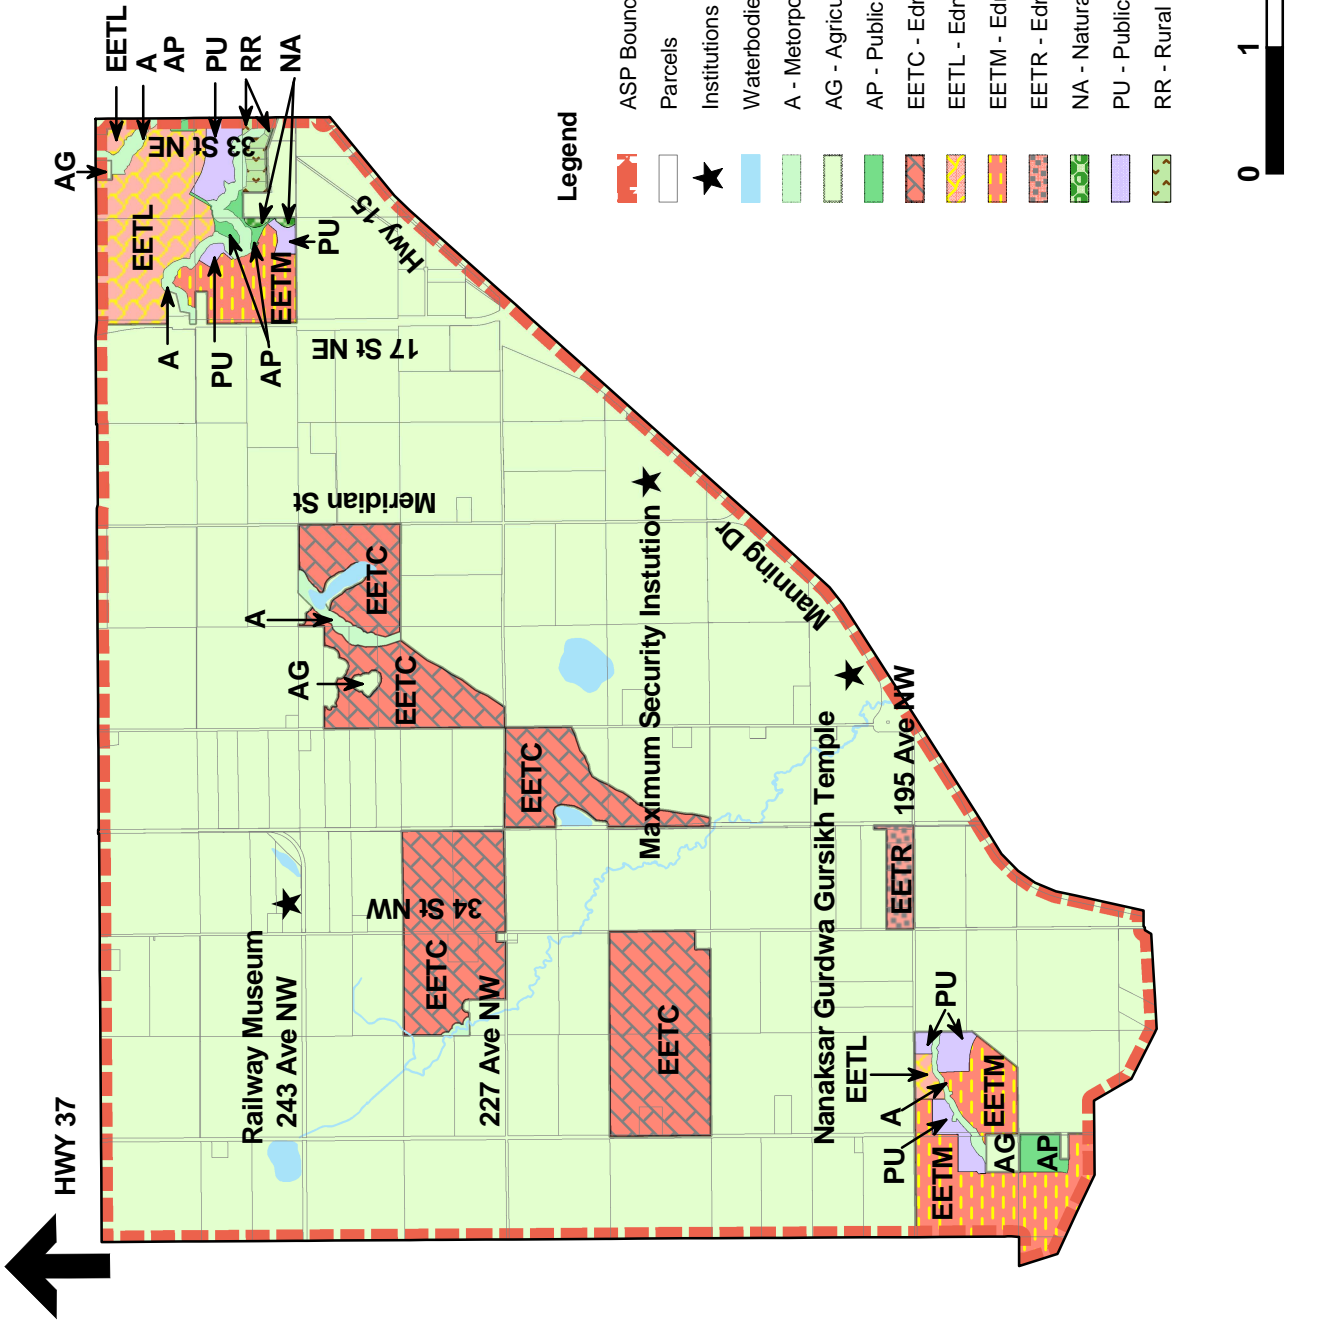 HWY 37
AG
EETL
A
AP
PU
RR
NA
33 St NE
EETL
EETM
PU
A
PU
AP
Hwy 15
17 St NE
Meridian St
A
EETC
AG
EETC
EETC
Railway Museum
243 Ave NW
34 St NW
EETC
227 Ave NW
Maximum Security Instution
Manning Dr
EETC
Nanaksar Gurdwa Gursikh Temple
195 Ave NW
EETR
EETL
A
PU
PU
EETM
EETM
AG
AP
Legend
ASP Bounc
Parcels
Institutions
Waterbodie
A - Metorpo
AG - Agricu
AP - Public
EETC - Edn
EETL - Edn
EETM - Edn
EETR - Edn
NA - Natura
PU - Public
RR - Rural
0 1